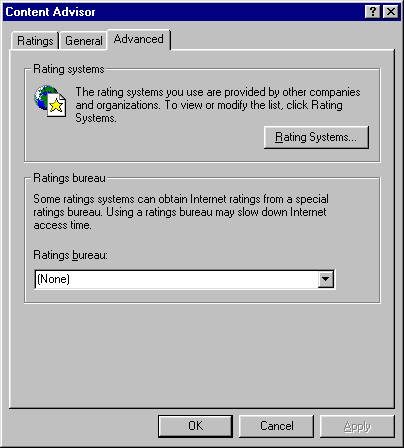 Content Advisor
Ratings General Advanced
Rating systems
The rating systems you use are provided by other companies
and organizations. To view or modify the list, click Rating
Systems.
Rating Systems...
Ratings bureau
Some ratings systems can obtain Internet ratings from a special
ratings bureau. Using a ratings bureau may slow down Internet
access time.
Ratings bureau:
(None)
OK Cancel Apply